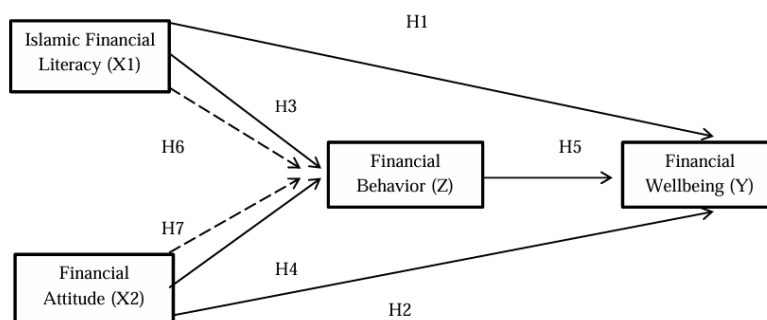 H1
Islamic Financial
Literacy (X1)
H3
H6
Financial
Behavior (Z)
H5
Financial
Wellbeing (Y)
H7
Financial
Attitude (X2)
H4
H2